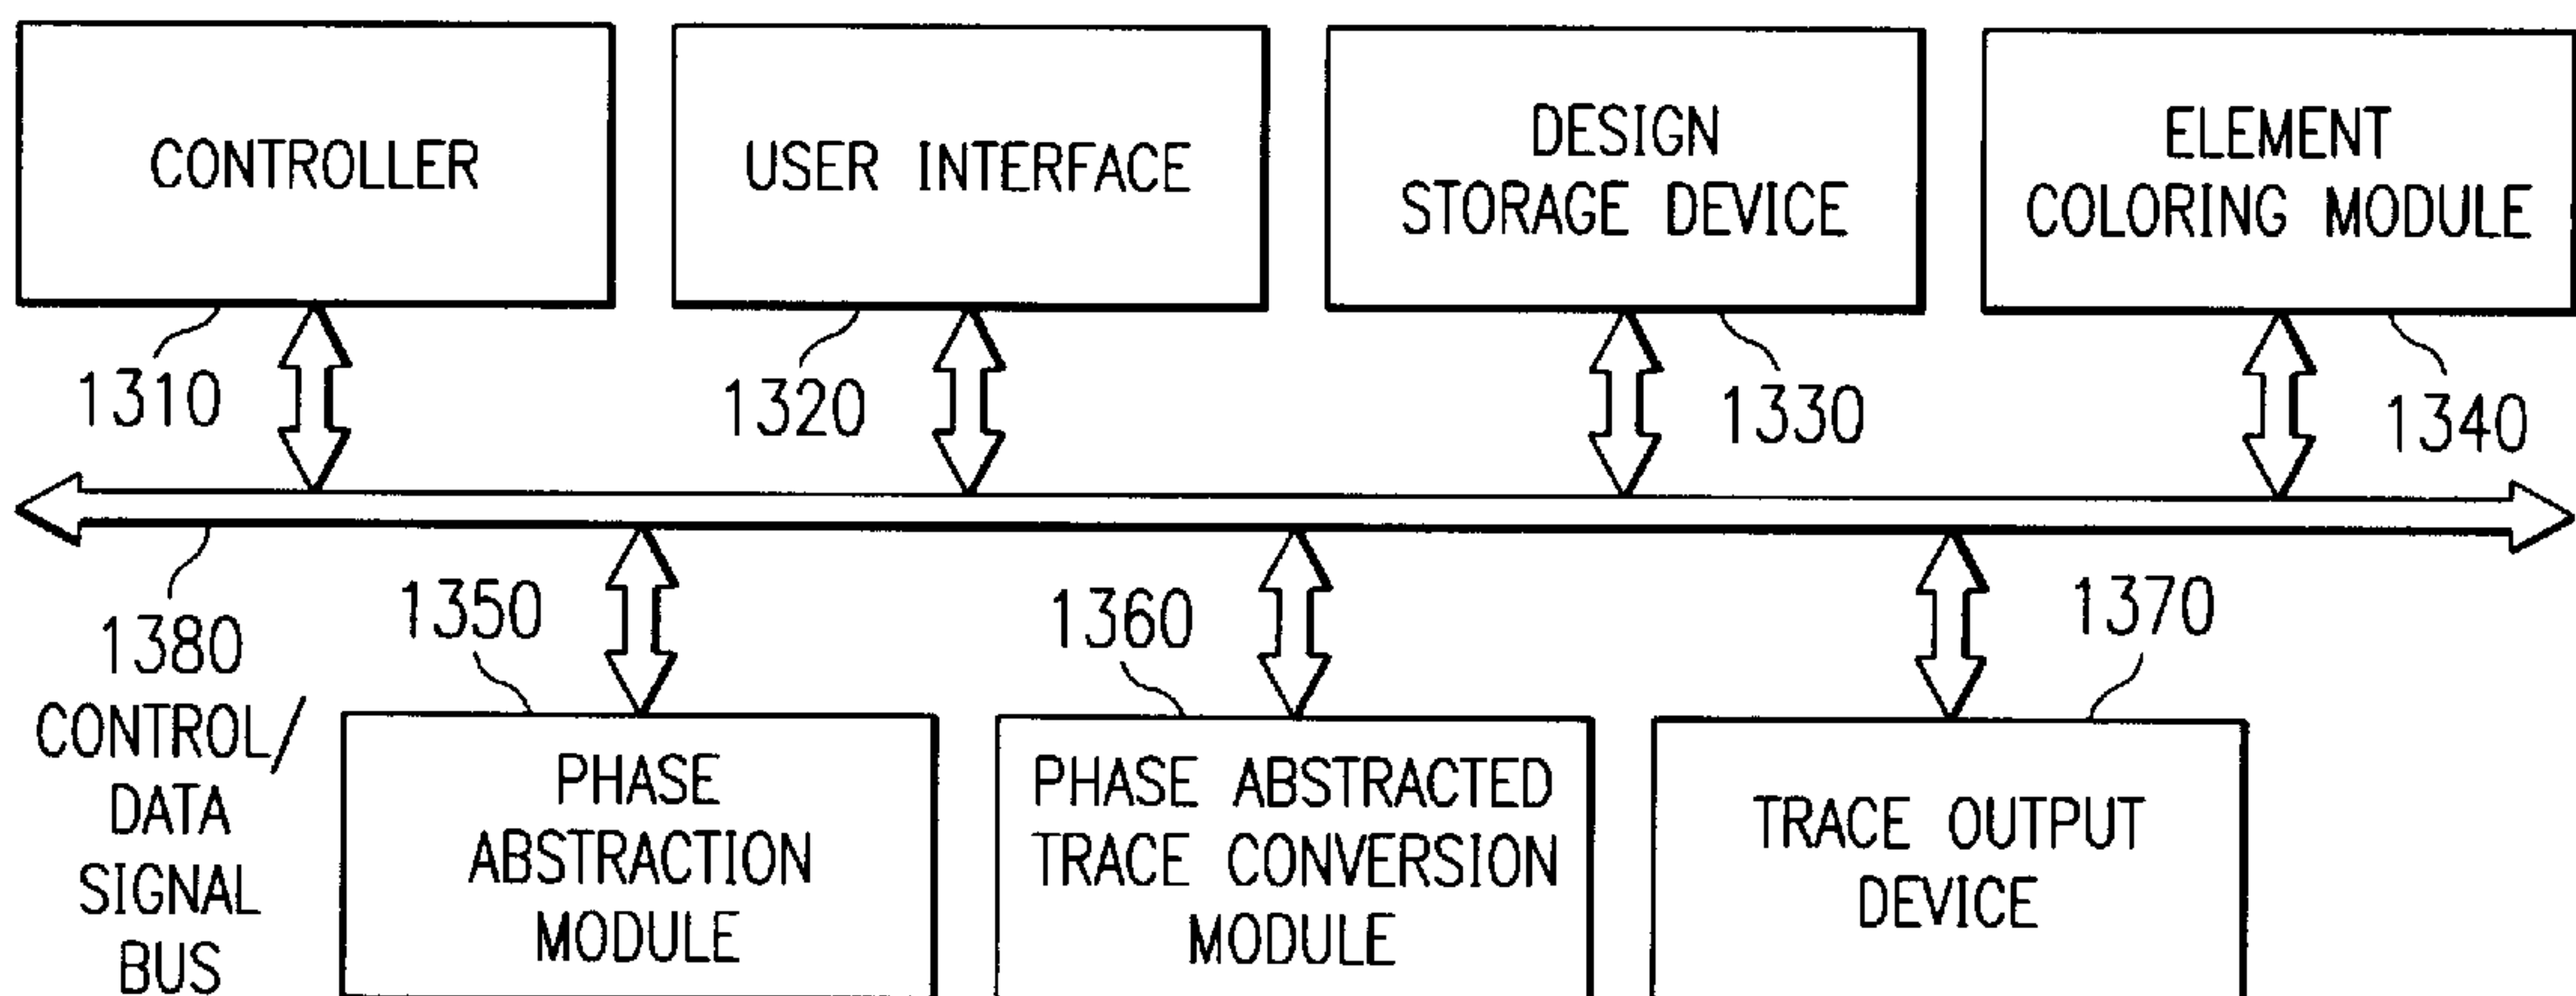 CONTROLLER
USER INTERFACE
DESIGN
STORAGE DEVICE
ELEMENT
COLORING MODULE
1310
1320
1330
1340
1380
CONTROL/
DATA
SIGNAL
BUS
1350
1360
1370
PHASE
ABSTRACTION
MODULE
PHASE ABSTRACTED
TRACE CONVERSION
MODULE
TRACE OUTPUT
DEVICE